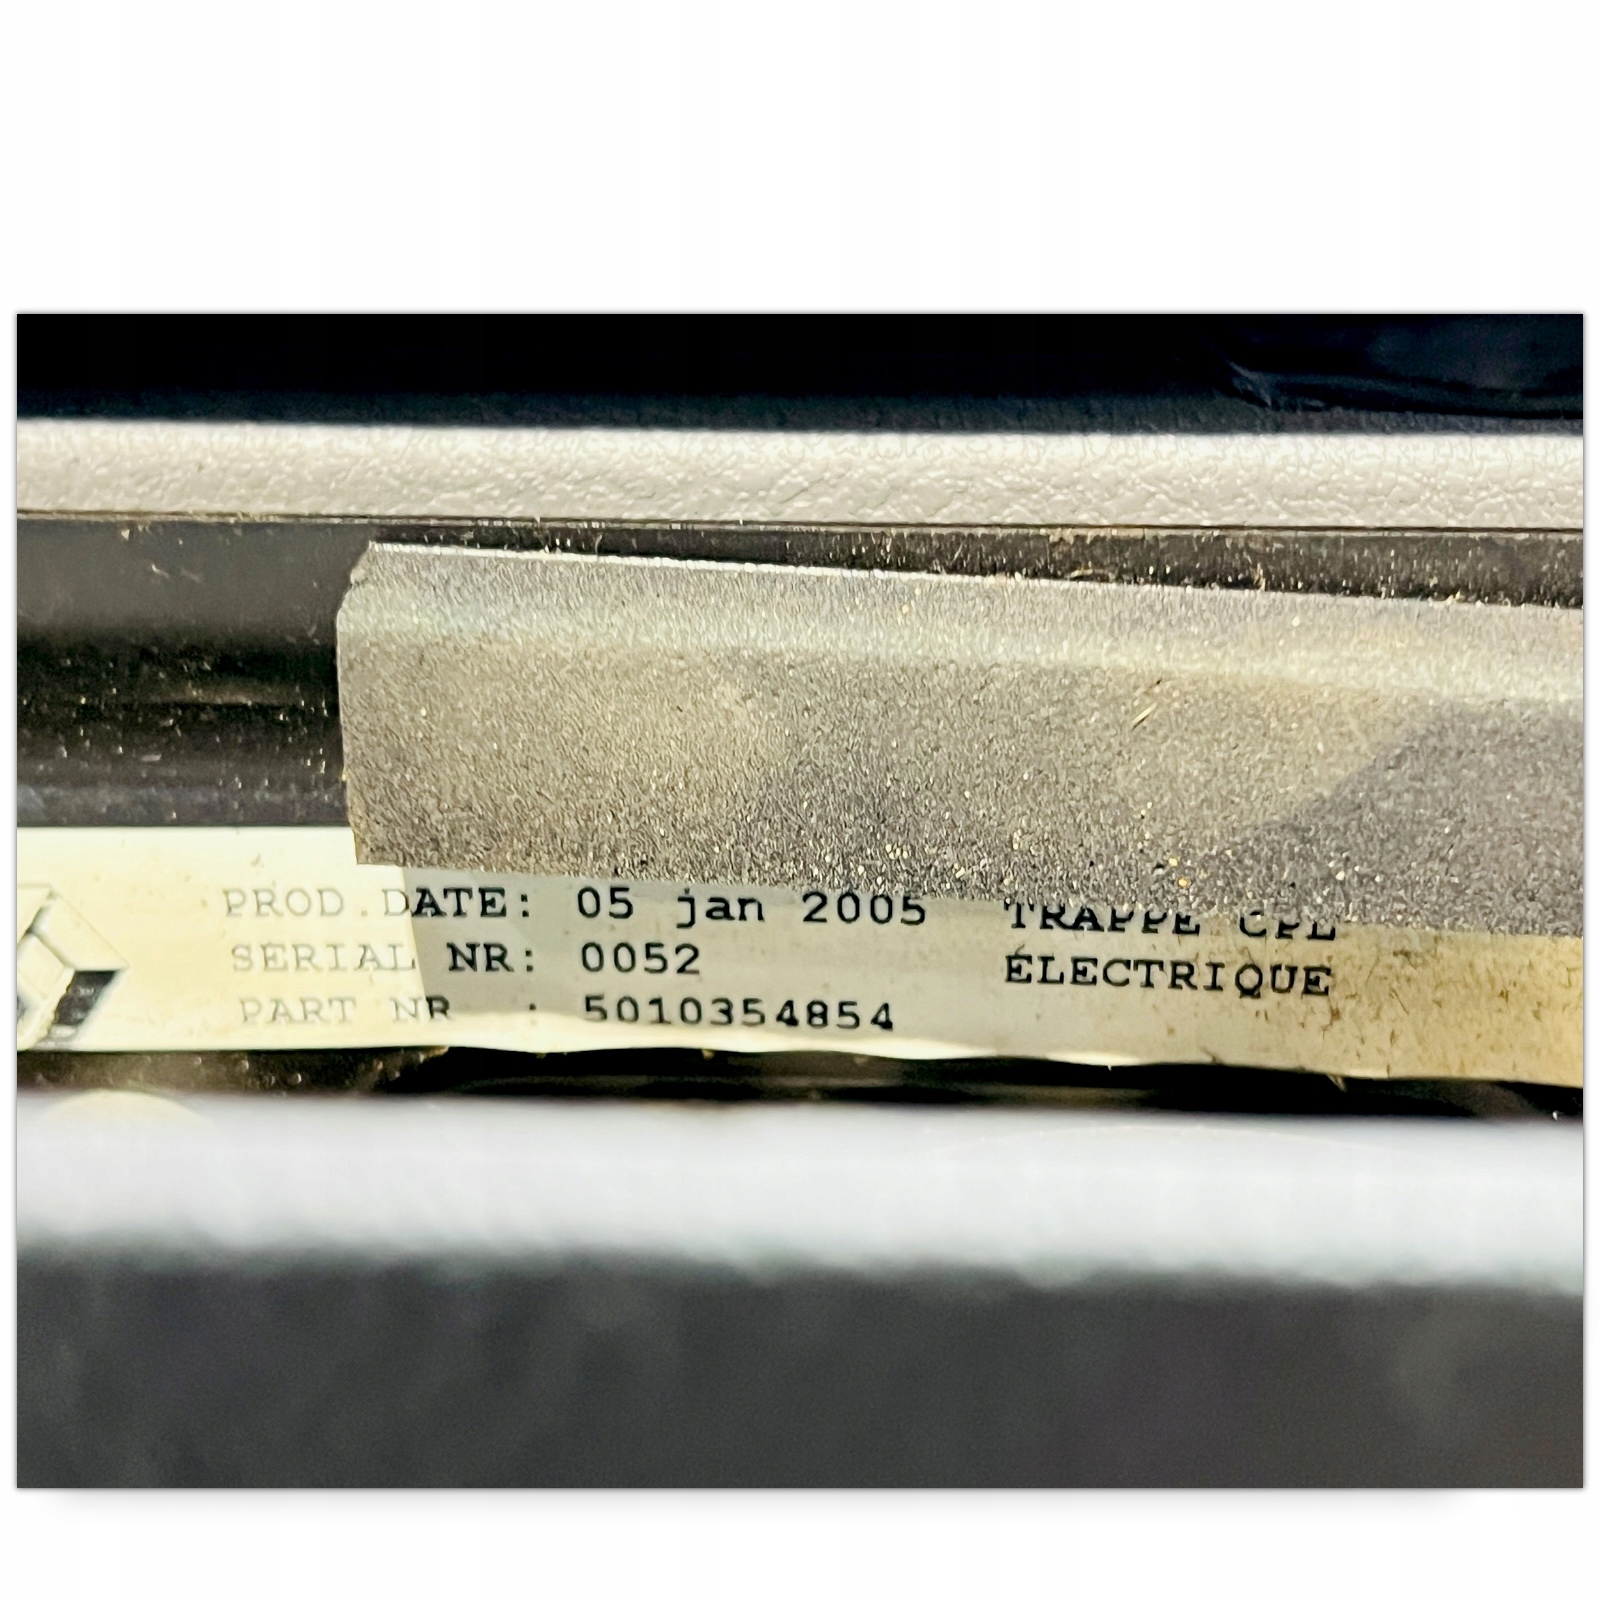 PROD.DATE: 05 jan 2005
SERIAL NR: 0052
PART NR : 5010354854
TRAPPE CPL
ÉLECTRIQUE